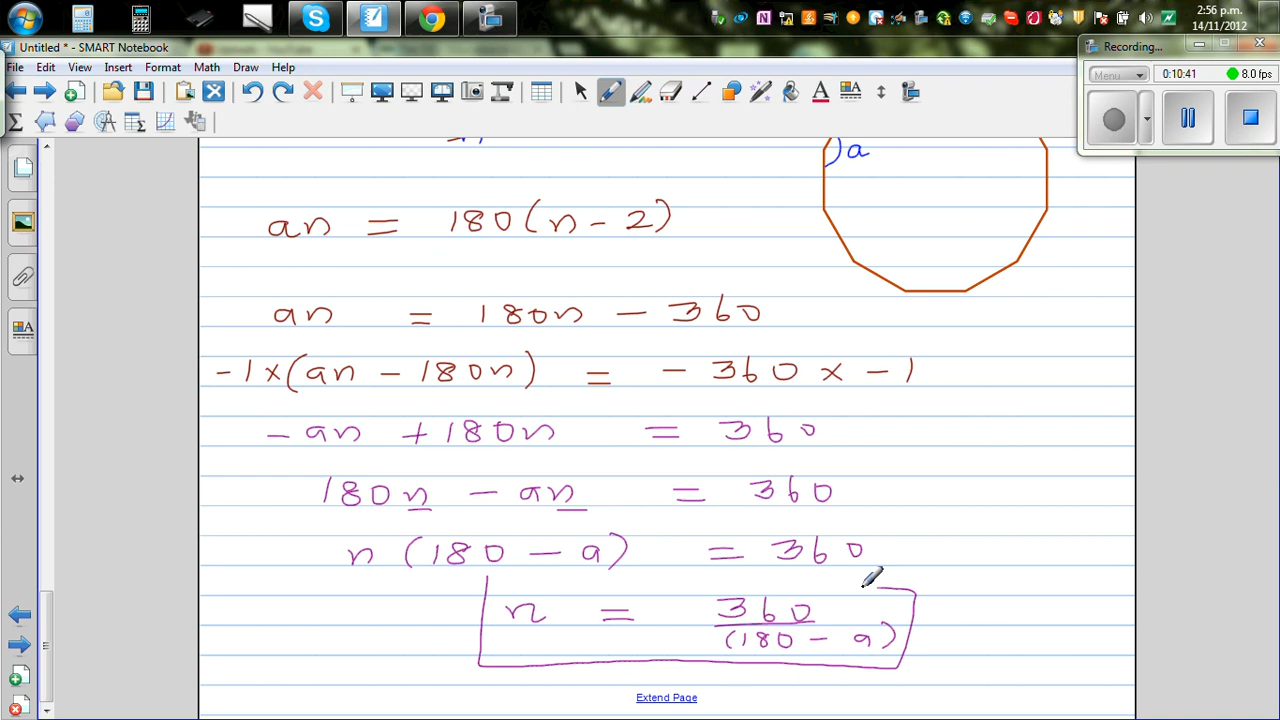 2:56 p.m.
14/11/2012
Untitled * - SMART Notebook
Recording...
File Edit View Insert Format Math Draw Help
Menu
0:10:41
8.0 fps
a
an = 180(n - 2)
an = 180n - 360
-1 x (an - 180n) = - 360 x - 1
- an + 180n = 360
180n - an = 360
n (180 - a) = 360
n = 360
(180 - a)
Extend Page